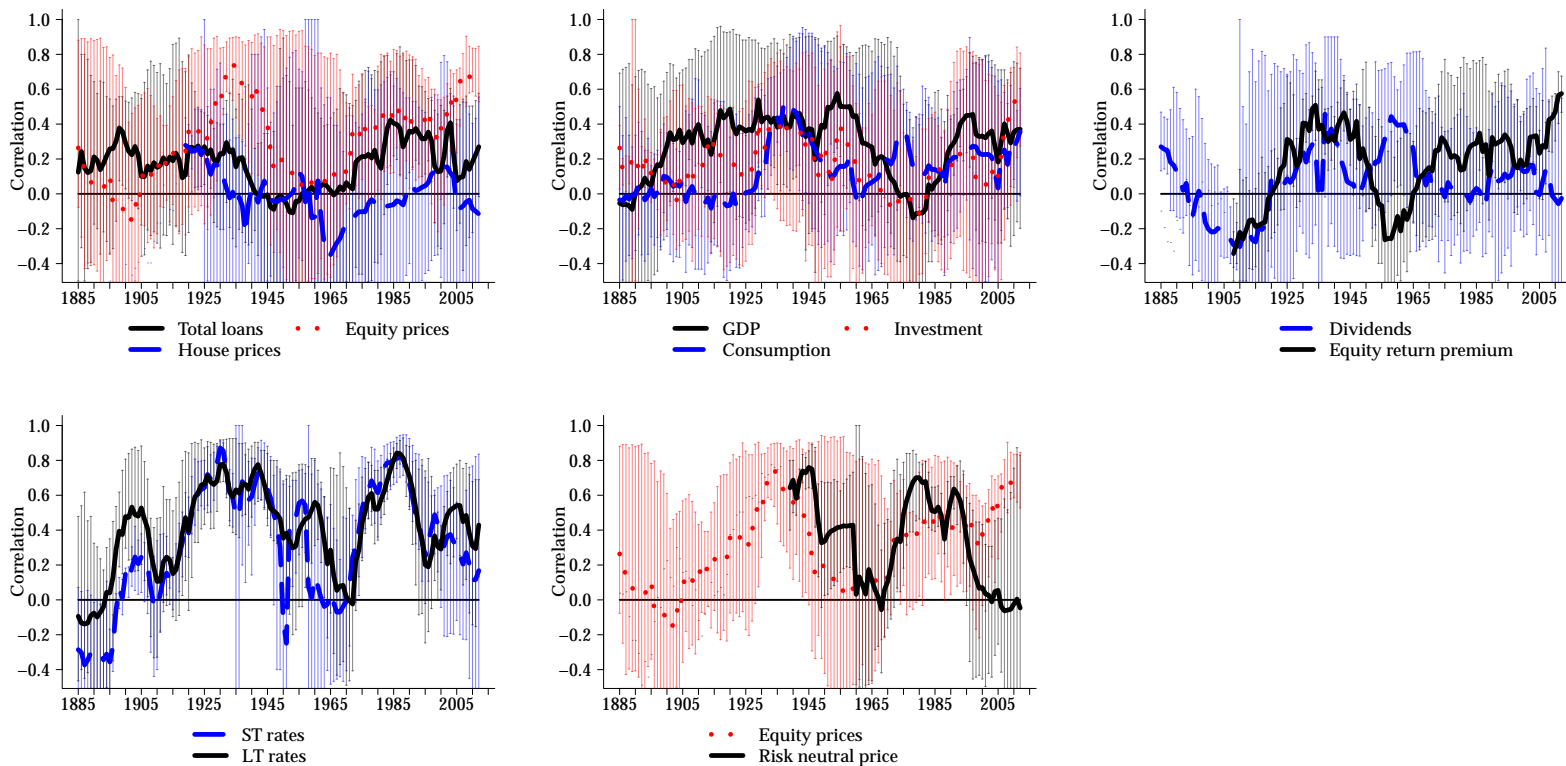 1.0
0.8
0.6
0.4
0.2
0.0
−0.2
−0.4
Correlation
1885 1905 1925 1945 1965 1985 2005
Total loans Equity prices
House prices
1.0
0.8
0.6
0.4
0.2
0.0
−0.2
−0.4
Correlation
1885 1905 1925 1945 1965 1985 2005
GDP Investment
Consumption
1.0
0.8
0.6
0.4
0.2
0.0
−0.2
−0.4
Correlation
1885 1905 1925 1945 1965 1985 2005
Dividends
Equity return premium
1.0
0.8
0.6
0.4
0.2
0.0
−0.2
−0.4
Correlation
1885 1905 1925 1945 1965 1985 2005
ST rates
LT rates
1.0
0.8
0.6
0.4
0.2
0.0
−0.2
−0.4
Correlation
1885 1905 1925 1945 1965 1985 2005
Equity prices
Risk neutral price